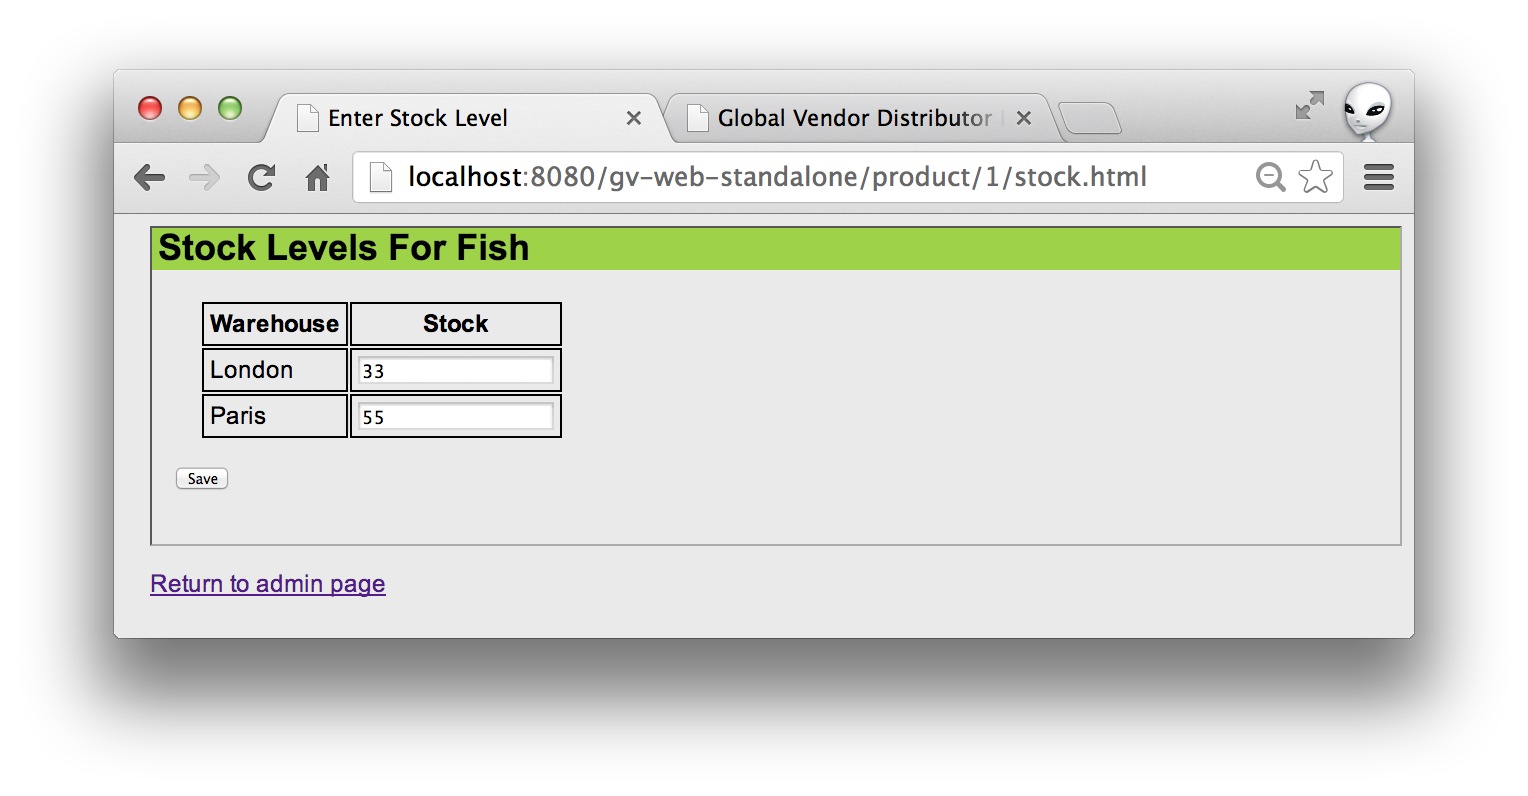 Enter Stock Level
Global Vendor Distributor
localhost:8080/gv-web-standalone/product/1/stock.html
Stock Levels For Fish
Warehouse Stock
London 33
Paris 55
Save
Return to admin page